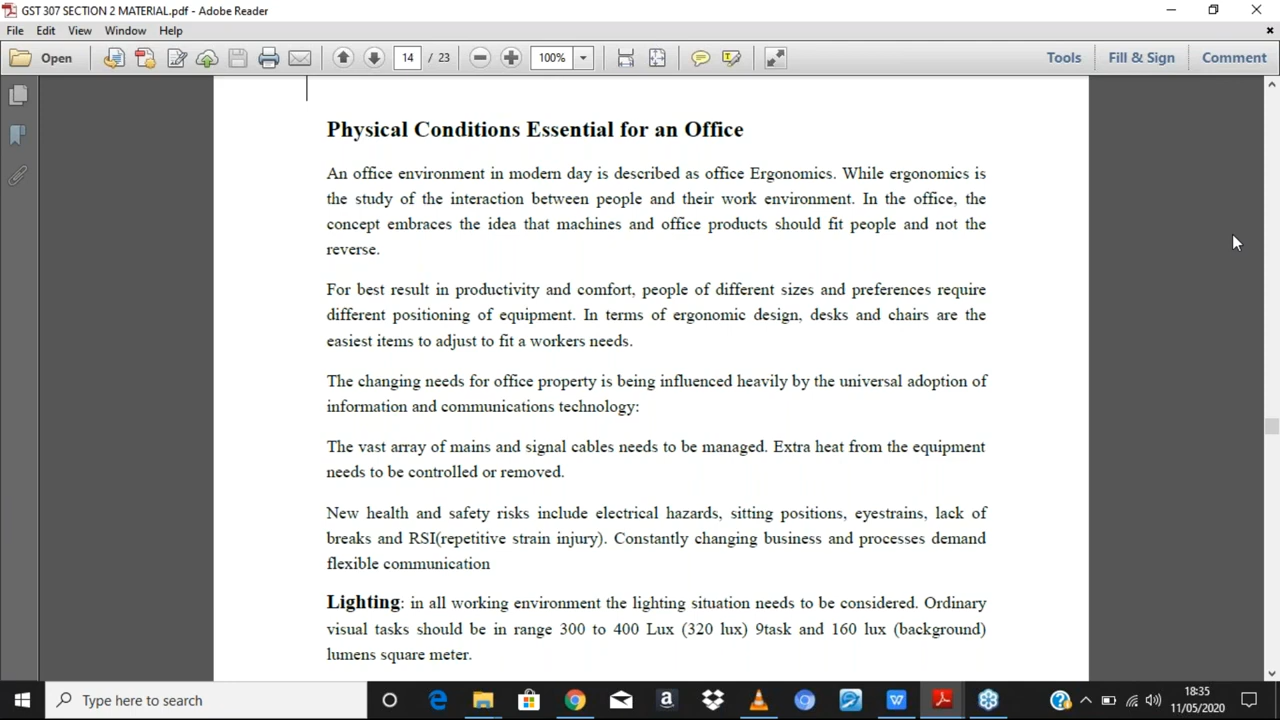 GST 307 SECTION 2 MATERIAL.pdf - Adobe Reader
File Edit View Window Help
Open 14 / 23 100% Tools Fill & Sign Comment
Physical Conditions Essential for an Office
An office environment in modern day is described as office Ergonomics. While ergonomics is
the study of the interaction between people and their work environment. In the office, the
concept embraces the idea that machines and office products should fit people and not the
reverse.
For best result in productivity and comfort, people of different sizes and preferences require
different positioning of equipment. In terms of ergonomic design, desks and chairs are the
easiest items to adjust to fit a workers needs.
The changing needs for office property is being influenced heavily by the universal adoption of
information and communications technology:
The vast array of mains and signal cables needs to be managed. Extra heat from the equipment
needs to be controlled or removed.
New health and safety risks include electrical hazards, sitting positions, eyestrains, lack of
breaks and RSI(repetitive strain injury). Constantly changing business and processes demand
flexible communication
Lighting: in all working environment the lighting situation needs to be considered. Ordinary
visual tasks should be in range 300 to 400 Lux (320 lux) 9task and 160 lux (background)
lumens square meter.
Type here to search
18:35
11/05/2020